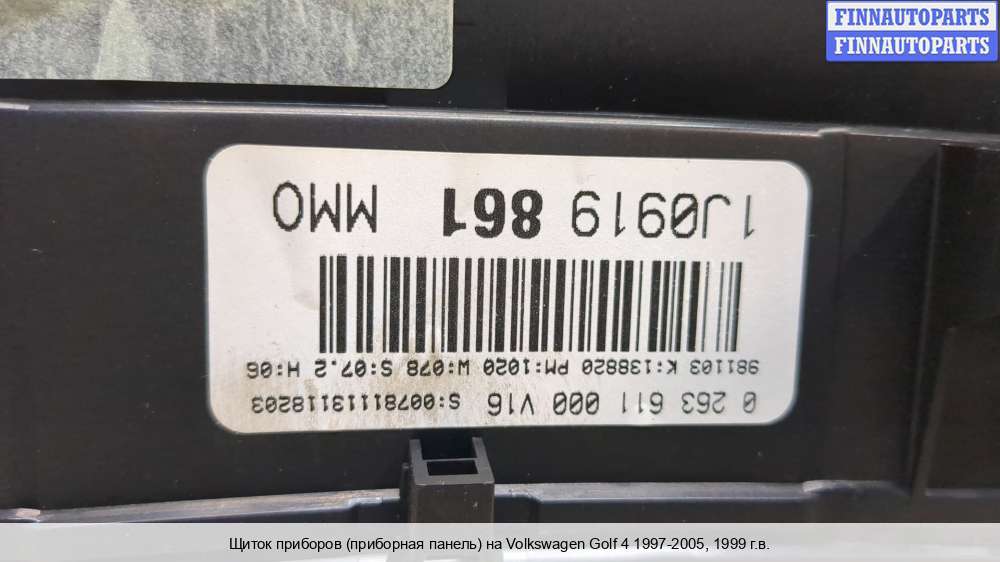 FINNAUTOPARTS
FINNAUTOPARTS
1J0919 861 MMO
981103 K:138820 PM:1020 W:078 S:07.2 H:06
0 263 611 000 V16 S:00781113118203
Щиток приборов (приборная панель) на Volkswagen Golf 4 1997-2005, 1999 г.в.